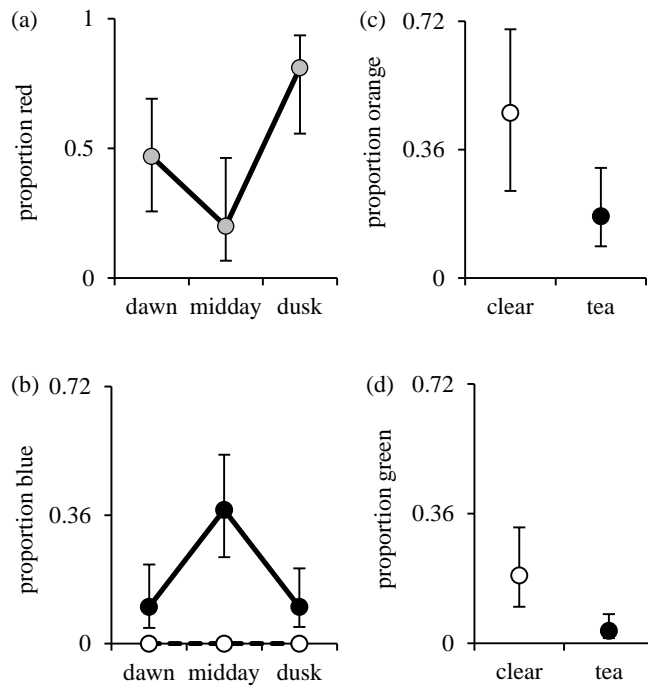 (a)
proportion red
1
0.5
0
dawn midday dusk
(c)
proportion orange
0.72
0.36
0
clear tea
(b)
proportion blue
0.72
0.36
0
dawn midday dusk
(d)
proportion green
0.72
0.36
0
clear tea